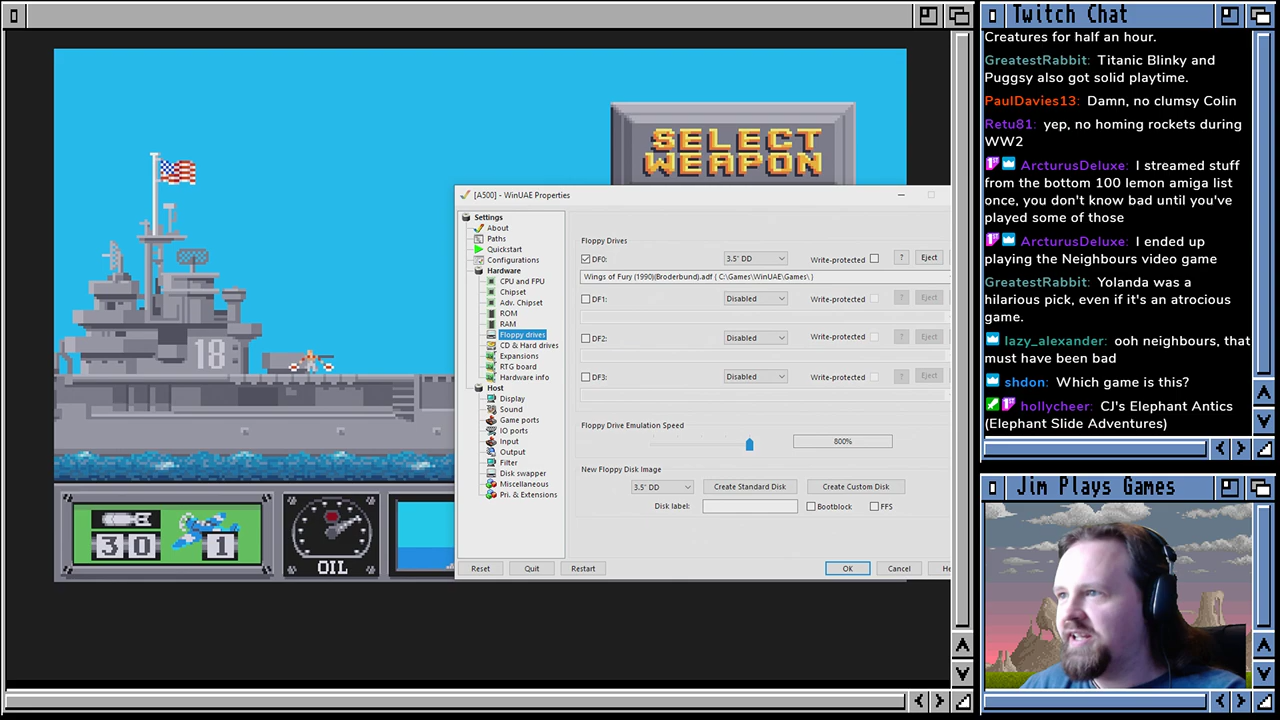 Twitch Chat
Creatures for half an hour.
GreatestRabbit: Titanic Blinky and
Puggsy also got solid playtime.
PaulDavies13: Damn, no clumsy Colin
Retu81: yep, no homing rockets during
WW2
ArcturusDeluxe: I streamed stuff
from the bottom 100 lemon amiga list
once, you don't know bad until you've
played some of those
ArcturusDeluxe: I ended up
playing the Neighbours video game
GreatestRabbit: Yolanda was a
hilarious pick, even if it's an atrocious
game.
lazy_alexander: ooh neighbours, that
must have been bad
shdon: Which game is this?
hollycheer: CJ's Elephant Antics
(Elephant Slide Adventures)
Jim Plays Games
SELECT
WEAPON
18
30 1
OIL
[A500] - WinUAE Properties
Settings
About
Paths
Quickstart
Configurations
Hardware
CPU and FPU
Chipset
Adv. Chipset
ROM
RAM
Floppy drives
CD & Hard drives
Expansions
RTG board
Hardware info
Host
Display
Sound
Game ports
IO ports
Input
Output
Filter
Disk swapper
Miscellaneous
Pri. & Extensions
Floppy Drives
DF0: 3.5" DD Write-protected ? Eject
Wings of Fury (1990)(Broderbund).adf { C:\Games\WinUAE\Games\ }
DF1: Disabled Write-protected ? Eject
DF2: Disabled Write-protected ? Eject
DF3: Disabled Write-protected ? Eject
Floppy Drive Emulation Speed
800%
New Floppy Disk Image
3.5" DD Create Standard Disk Create Custom Disk
Disk label: Bootblock FFS
Reset Quit Restart OK Cancel He